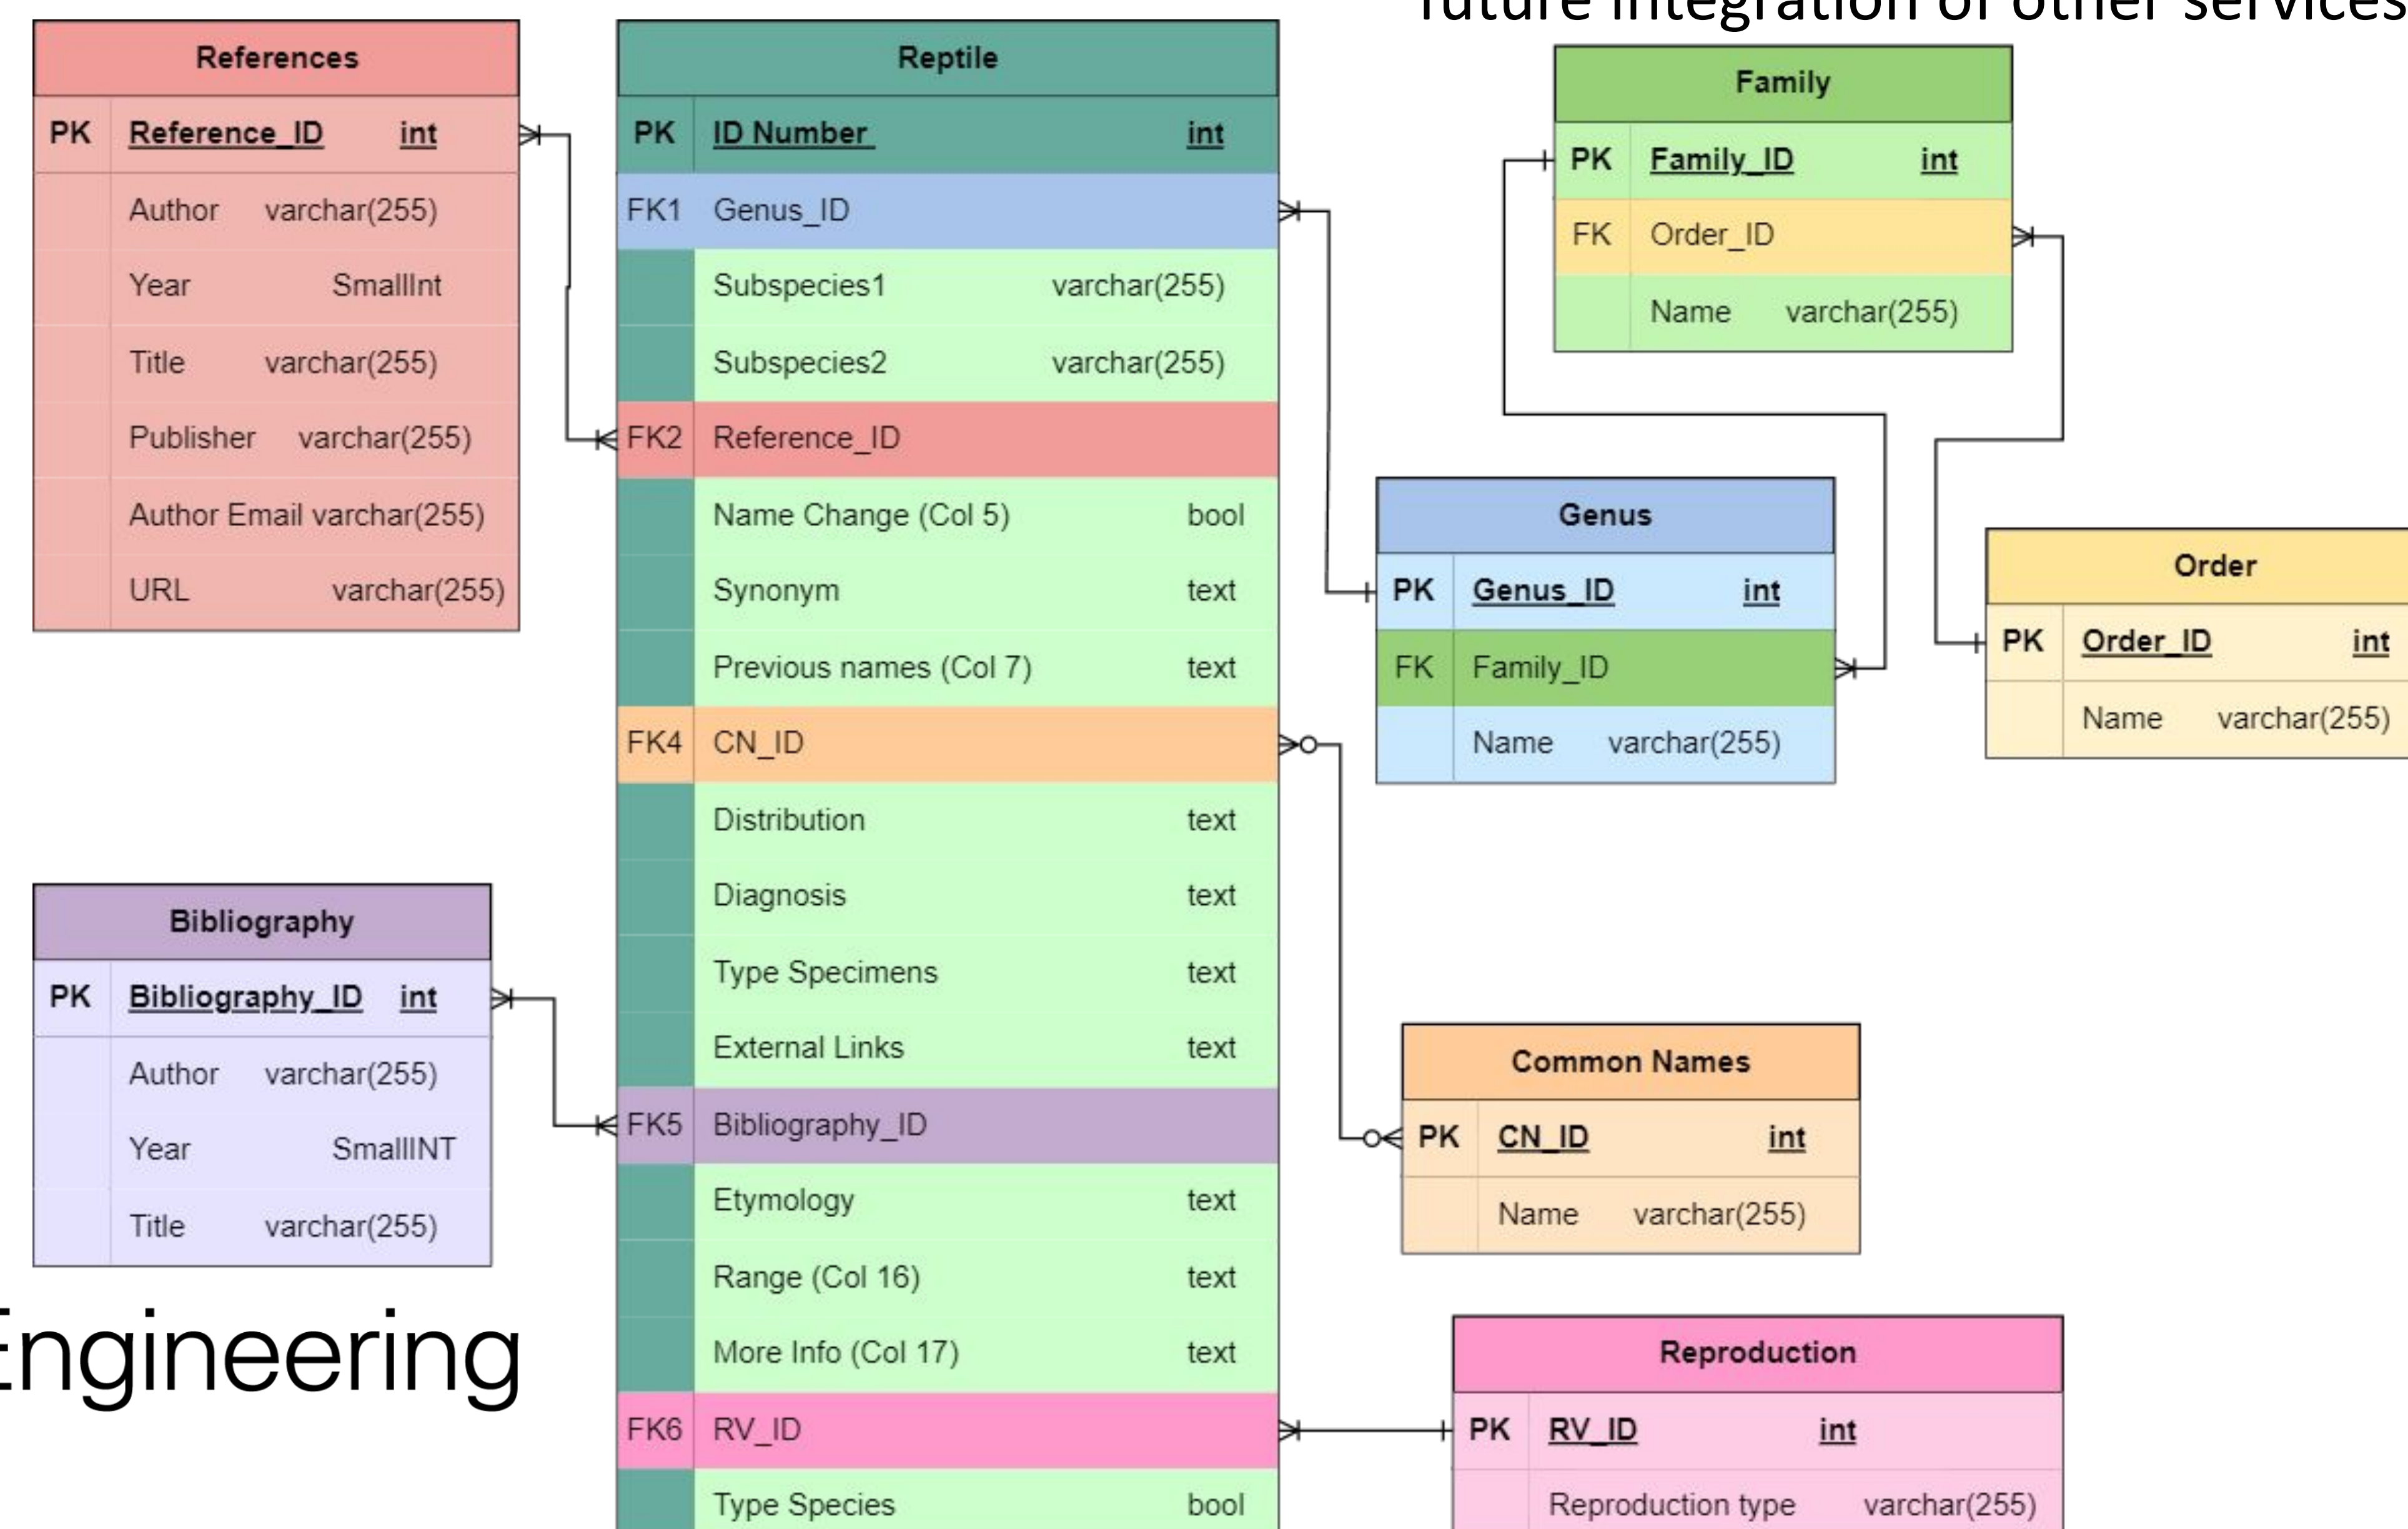 future integration of other services
References
PK Reference_ID int
Author varchar(255)
Year SmallInt
Title varchar(255)
Publisher varchar(255)
Author Email varchar(255)
URL varchar(255)
Bibliography
PK Bibliography_ID int
Author varchar(255)
Year SmallINT
Title varchar(255)
Engineering
Reptile
PK ID Number int
FK1 Genus_ID
Subspecies1 varchar(255)
Subspecies2 varchar(255)
FK2 Reference_ID
Name Change (Col 5) bool
Synonym text
Previous names (Col 7) text
FK4 CN_ID
Distribution text
Diagnosis text
Type Specimens text
External Links text
FK5 Bibliography_ID
Etymology text
Range (Col 16) text
More Info (Col 17) text
FK6 RV_ID
Type Species bool
Family
PK Family_ID int
FK Order_ID
Name varchar(255)
Genus
PK Genus_ID int
FK Family_ID
Name varchar(255)
Order
PK Order_ID int
Name varchar(255)
Common Names
PK CN_ID int
Name varchar(255)
Reproduction
PK RV_ID int
Reproduction type varchar(255)